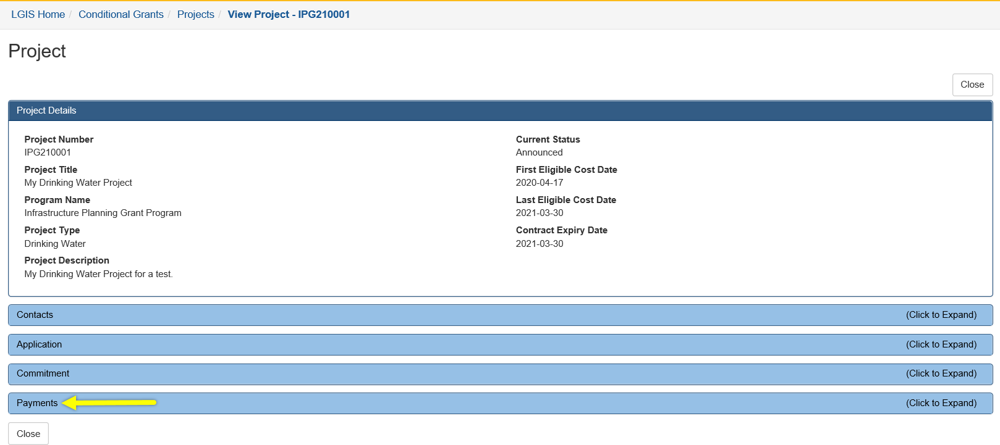 LGIS Home / Conditional Grants / Projects / View Project - IPG210001
Project
Close
Project Details
Project Number
IPG210001
Project Title
My Drinking Water Project
Program Name
Infrastructure Planning Grant Program
Project Type
Drinking Water
Project Description
My Drinking Water Project for a test.
Current Status
Announced
First Eligible Cost Date
2020-04-17
Last Eligible Cost Date
2021-03-30
Contract Expiry Date
2021-03-30
Contacts (Click to Expand)
Application (Click to Expand)
Commitment (Click to Expand)
Payments (Click to Expand)
Close